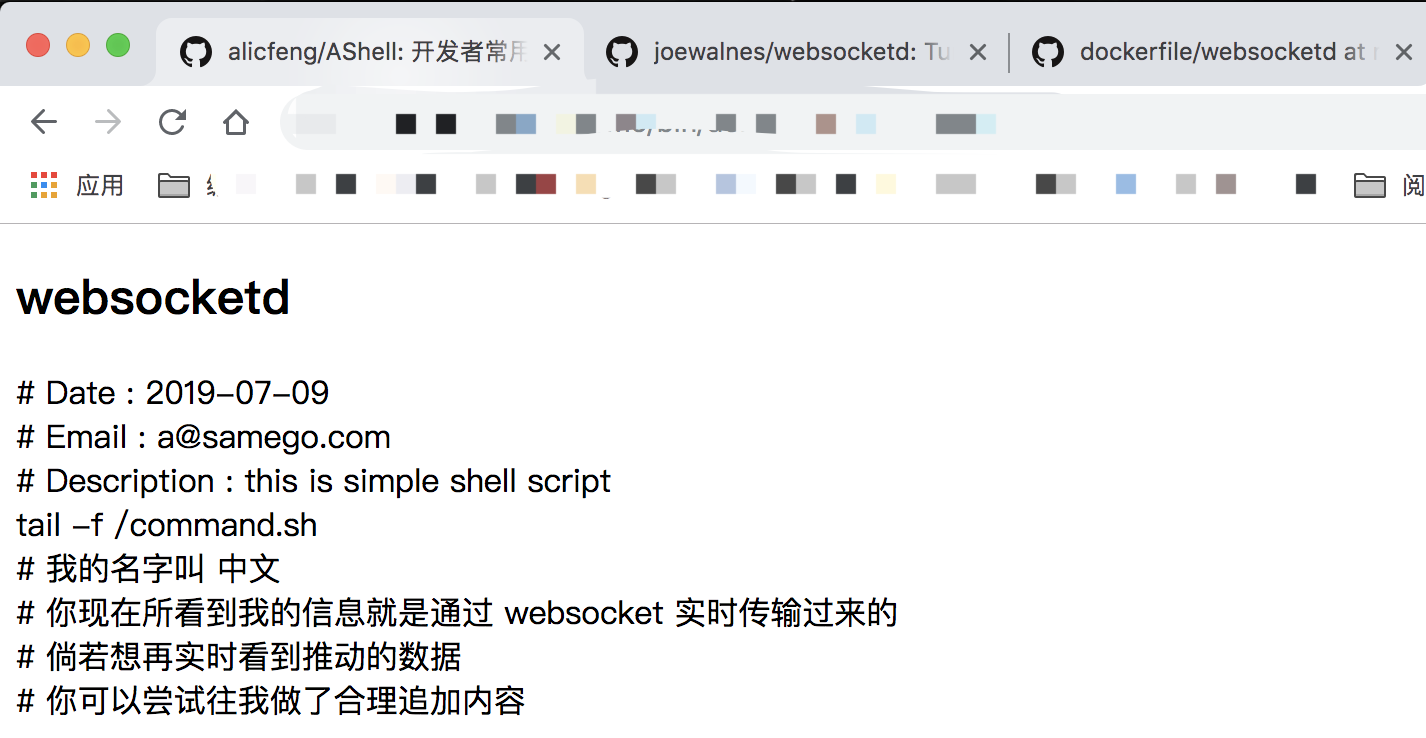 alicfeng/AShell: 开发者常用
joewalnes/websocketd: Tu
dockerfile/websocketd at
应用
阅
websocketd
# Date : 2019-07-09
# Email : a@samego.com
# Description : this is simple shell script
tail -f /command.sh
# 我的名字叫 中文
# 你现在所看到我的信息就是通过 websocket 实时传输过来的
# 倘若想再实时看到推动的数据
# 你可以尝试往我做了合理追加内容